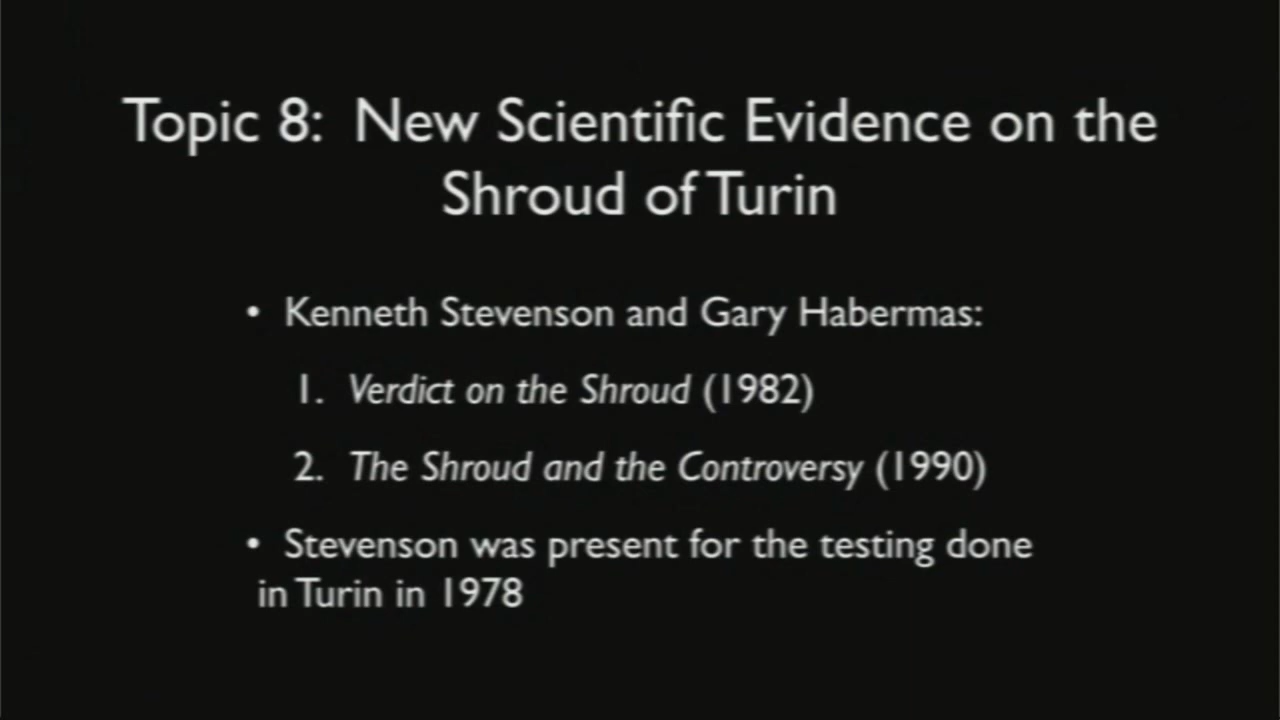 Topic 8: New Scientific Evidence on the
Shroud of Turin
• Kenneth Stevenson and Gary Habermas:
1. Verdict on the Shroud (1982)
2. The Shroud and the Controversy (1990)
• Stevenson was present for the testing done
in Turin in 1978